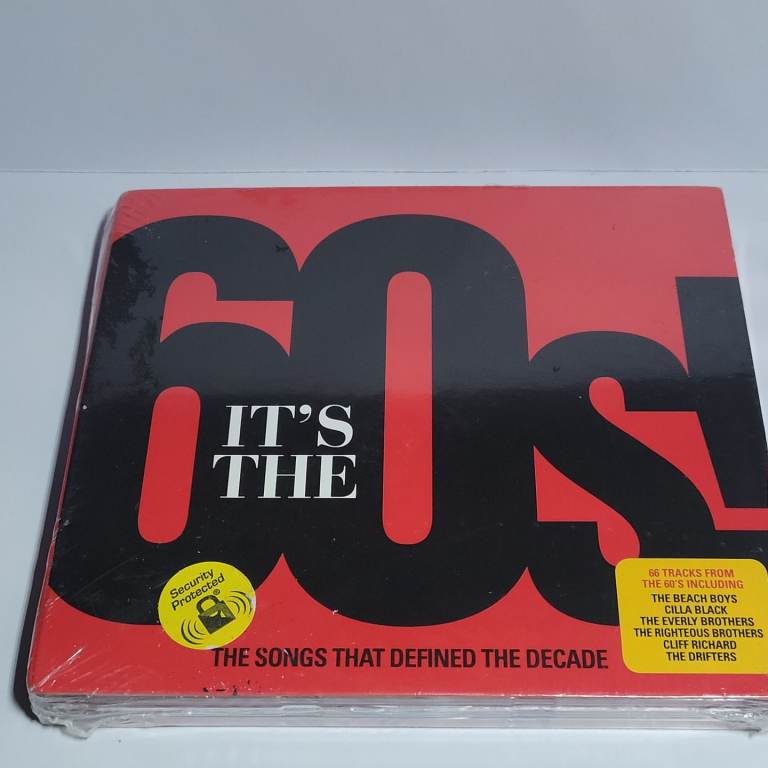 60s!
IT'S
THE
Security
Protected®
66 TRACKS FROM
THE 60'S INCLUDING
THE BEACH BOYS
CILLA BLACK
THE EVERLY BROTHERS
THE RIGHTEOUS BROTHERS
CLIFF RICHARD
THE DRIFTERS
THE SONGS THAT DEFINED THE DECADE